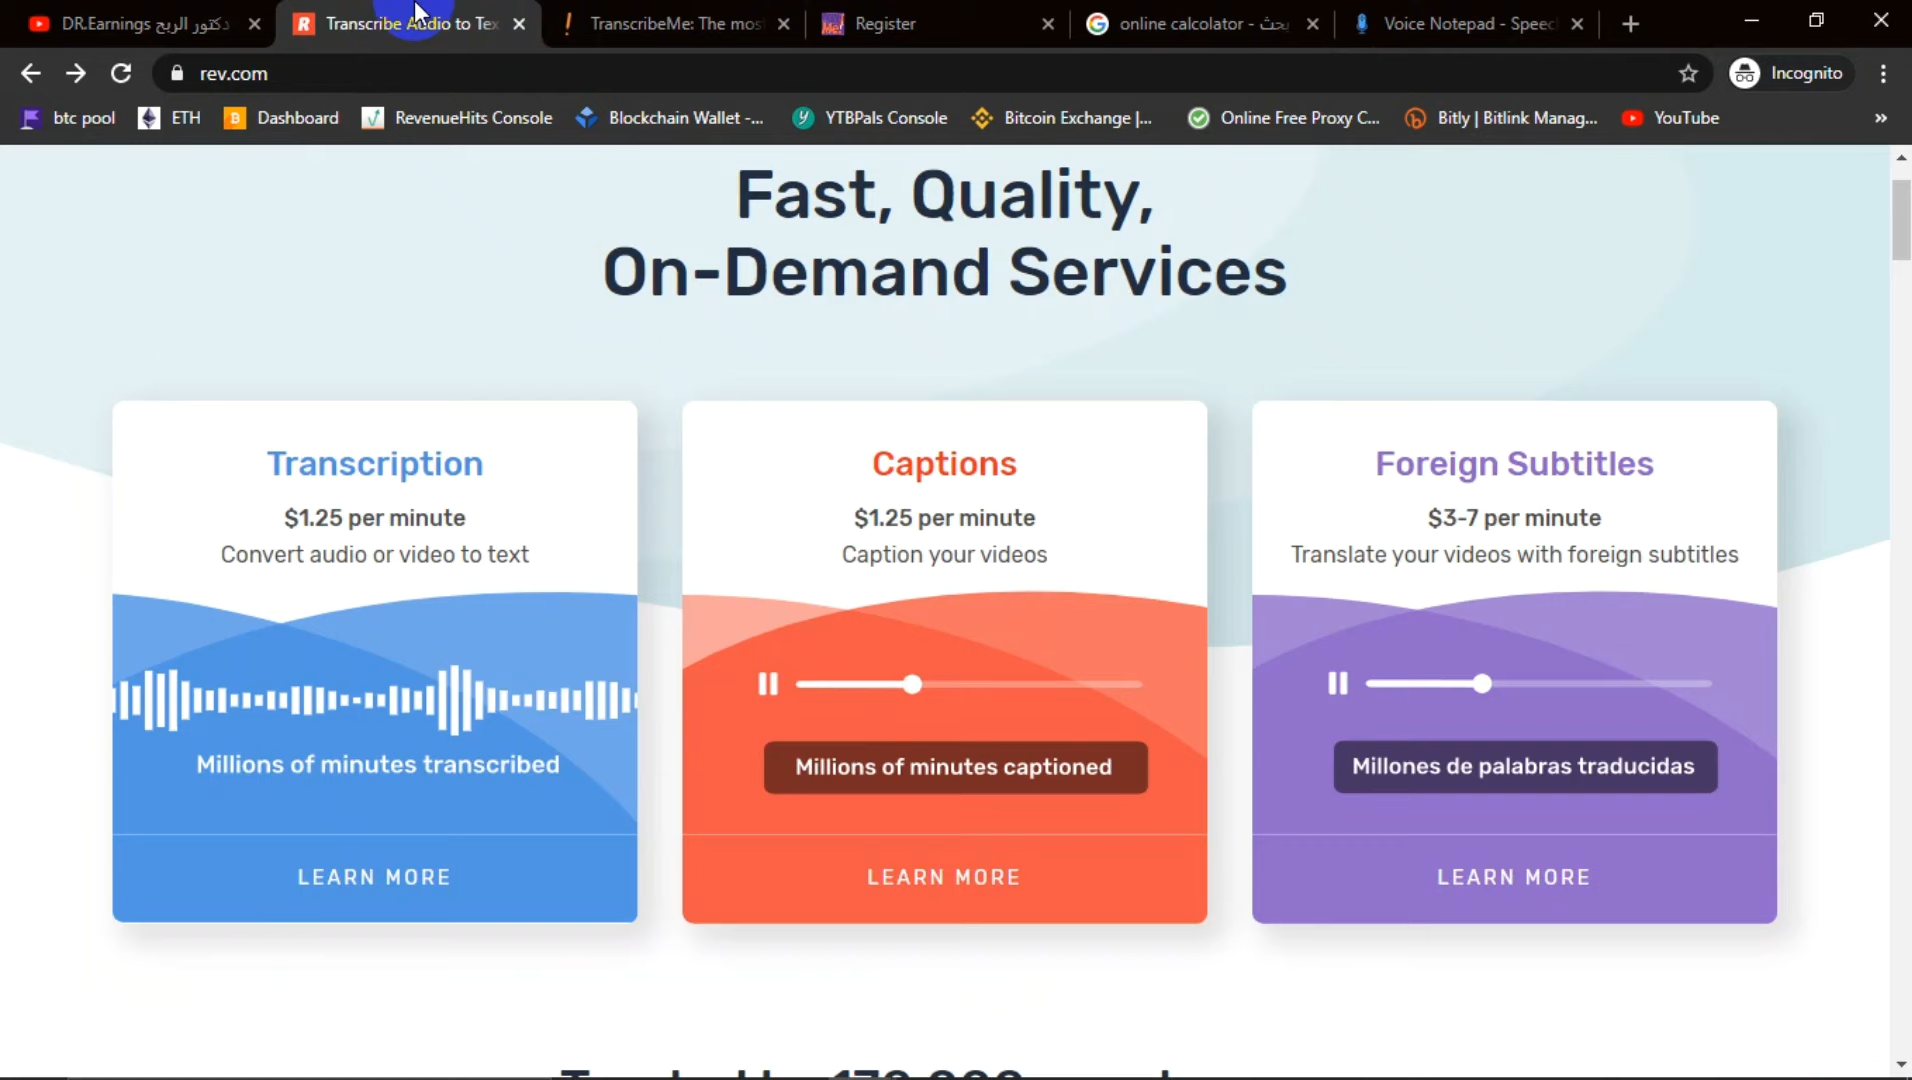 DR.Earnings دكتور الربح
Transcribe Audio to Tex
TranscribeMe: The mos
Register
online calcolator - بحث
Voice Notepad - Speec
rev.com
Incognito
btc pool
ETH
Dashboard
RevenueHits Console
Blockchain Wallet -...
YTBPals Console
Bitcoin Exchange |...
Online Free Proxy C...
Bitly | Bitlink Manag...
YouTube
»
Fast, Quality,
On-Demand Services
Transcription
$1.25 per minute
Convert audio or video to text
Millions of minutes transcribed
LEARN MORE
Captions
$1.25 per minute
Caption your videos
Millions of minutes captioned
LEARN MORE
Foreign Subtitles
$3-7 per minute
Translate your videos with foreign subtitles
Millones de palabras traducidas
LEARN MORE